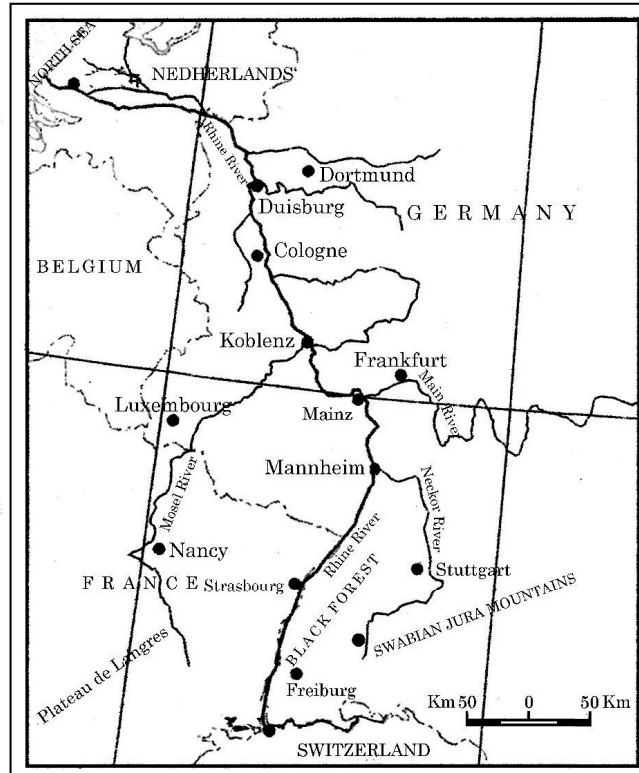 NORTH SEA
NEDHERLANDS
Rhine River
Dortmund
Duisburg
GERMANY
Cologne
BELGIUM
Koblenz
Frankfurt
Luxembourg
Mainz
Main River
Mannheim
Mosel River
Neckor River
Rhine River
Nancy
FRANCE
Strasbourg
Stuttgart
BLACK FOREST
SWABIAN JURA MOUNTAINS
Plateau de Langres
Freiburg
Km 50 0 50 Km
SWITZERLAND